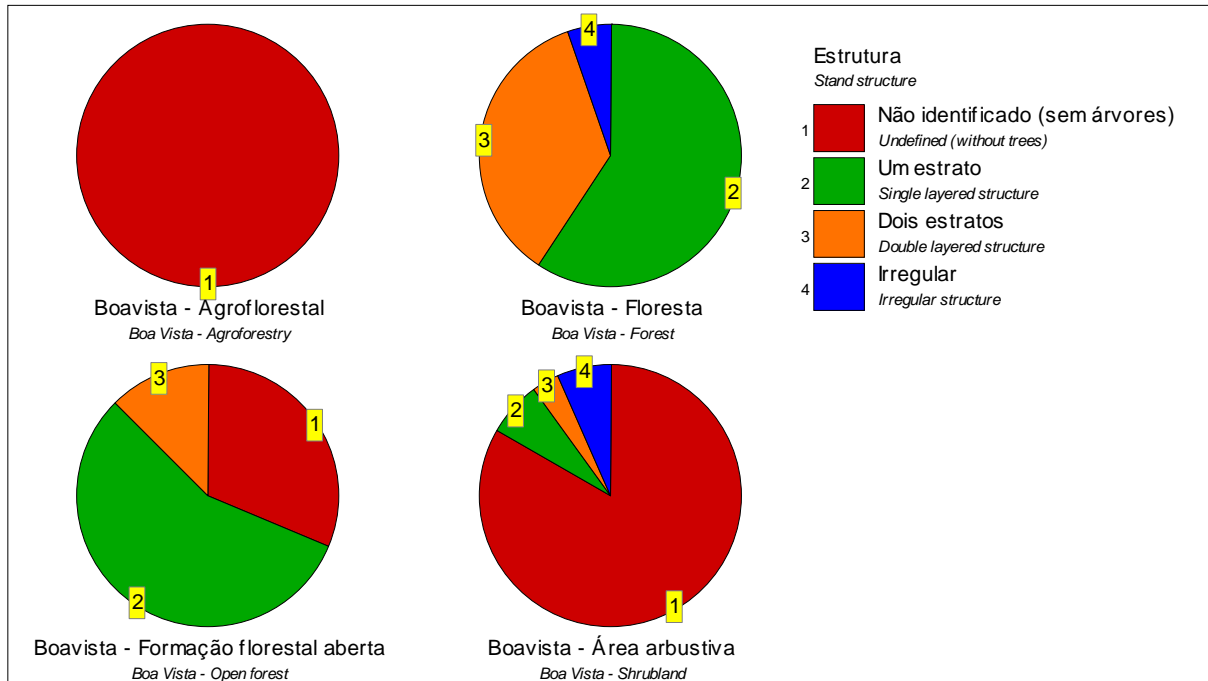 1
Boavista - Agroflorestal
Boa Vista - Agroforestry
4
3
2
Boavista - Floresta
Boa Vista - Forest
Estrutura
Stand structure
1
Não identificado (sem árvores)
Undefined (without trees)
2
Um estrato
Single layered structure
3
Dois estratos
Double layered structure
4
Irregular
Irregular structure
3
1
2
Boavista - Formação florestal aberta
Boa Vista - Open forest
4
3
2
1
Boavista - Área arbustiva
Boa Vista - Shrubland